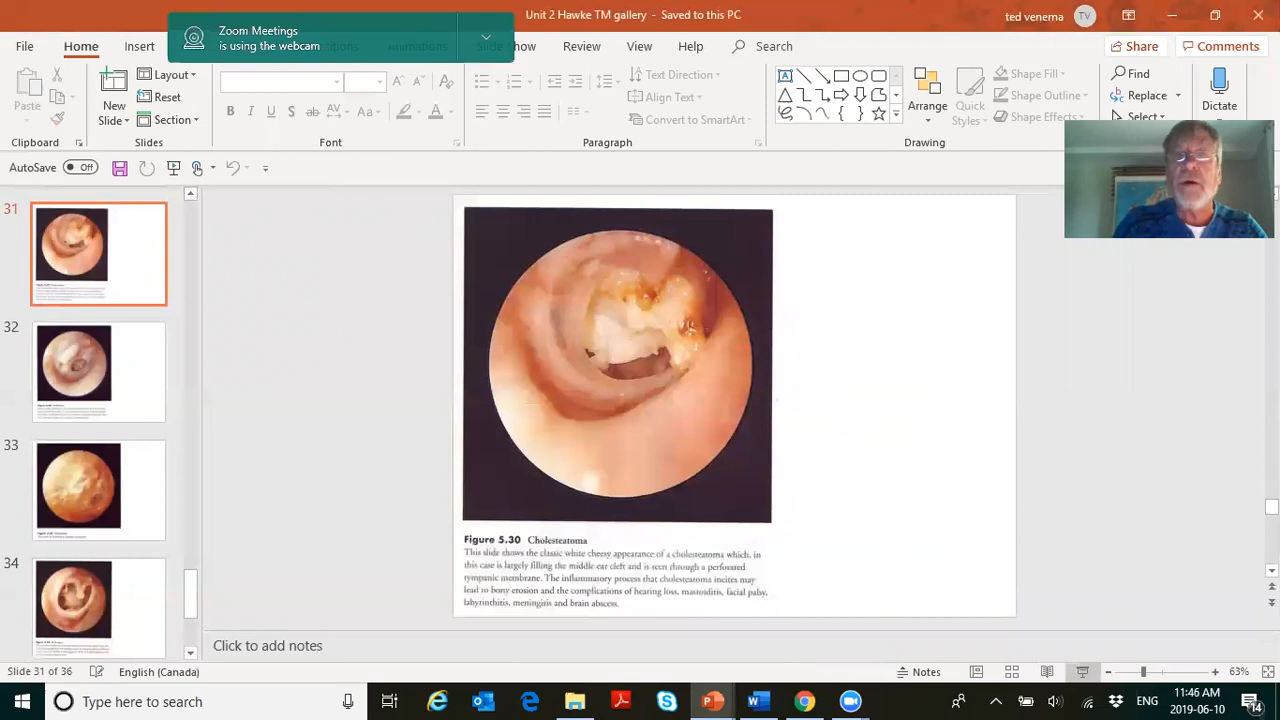 Unit 2 Hawke TM gallery - Saved to this PC
ted venema TV
Zoom Meetings
is using the webcam
File Home Insert Review View Help Search Share Comments
Paste
New
Slide
Layout
Reset
Section
Text Direction
Align Text
Convert to SmartArt
Arrange
Quick
Styles
Shape Fill
Shape Outline
Shape Effects
Find
Replace
Select
Dictate
Clipboard Slides Font Paragraph Drawing
AutoSave Off
31
32
33
34
Figure 5.30 Cholesteatoma
This slide shows the classic white cheesy appearance of a cholesteatoma which, in
this case is largely filling the middle ear cleft and is seen through a perforated
tympanic membrane. The inflammatory process that cholesteatoma incites may
lead to bony erosion and the complications of hearing loss, mastoiditis, facial palsy,
labyrinthitis, meningitis and brain abscess.
Click to add notes
Slide 31 of 36 English (Canada) Notes 63%
Type here to search
ENG
11:46 AM
2019-06-10
14